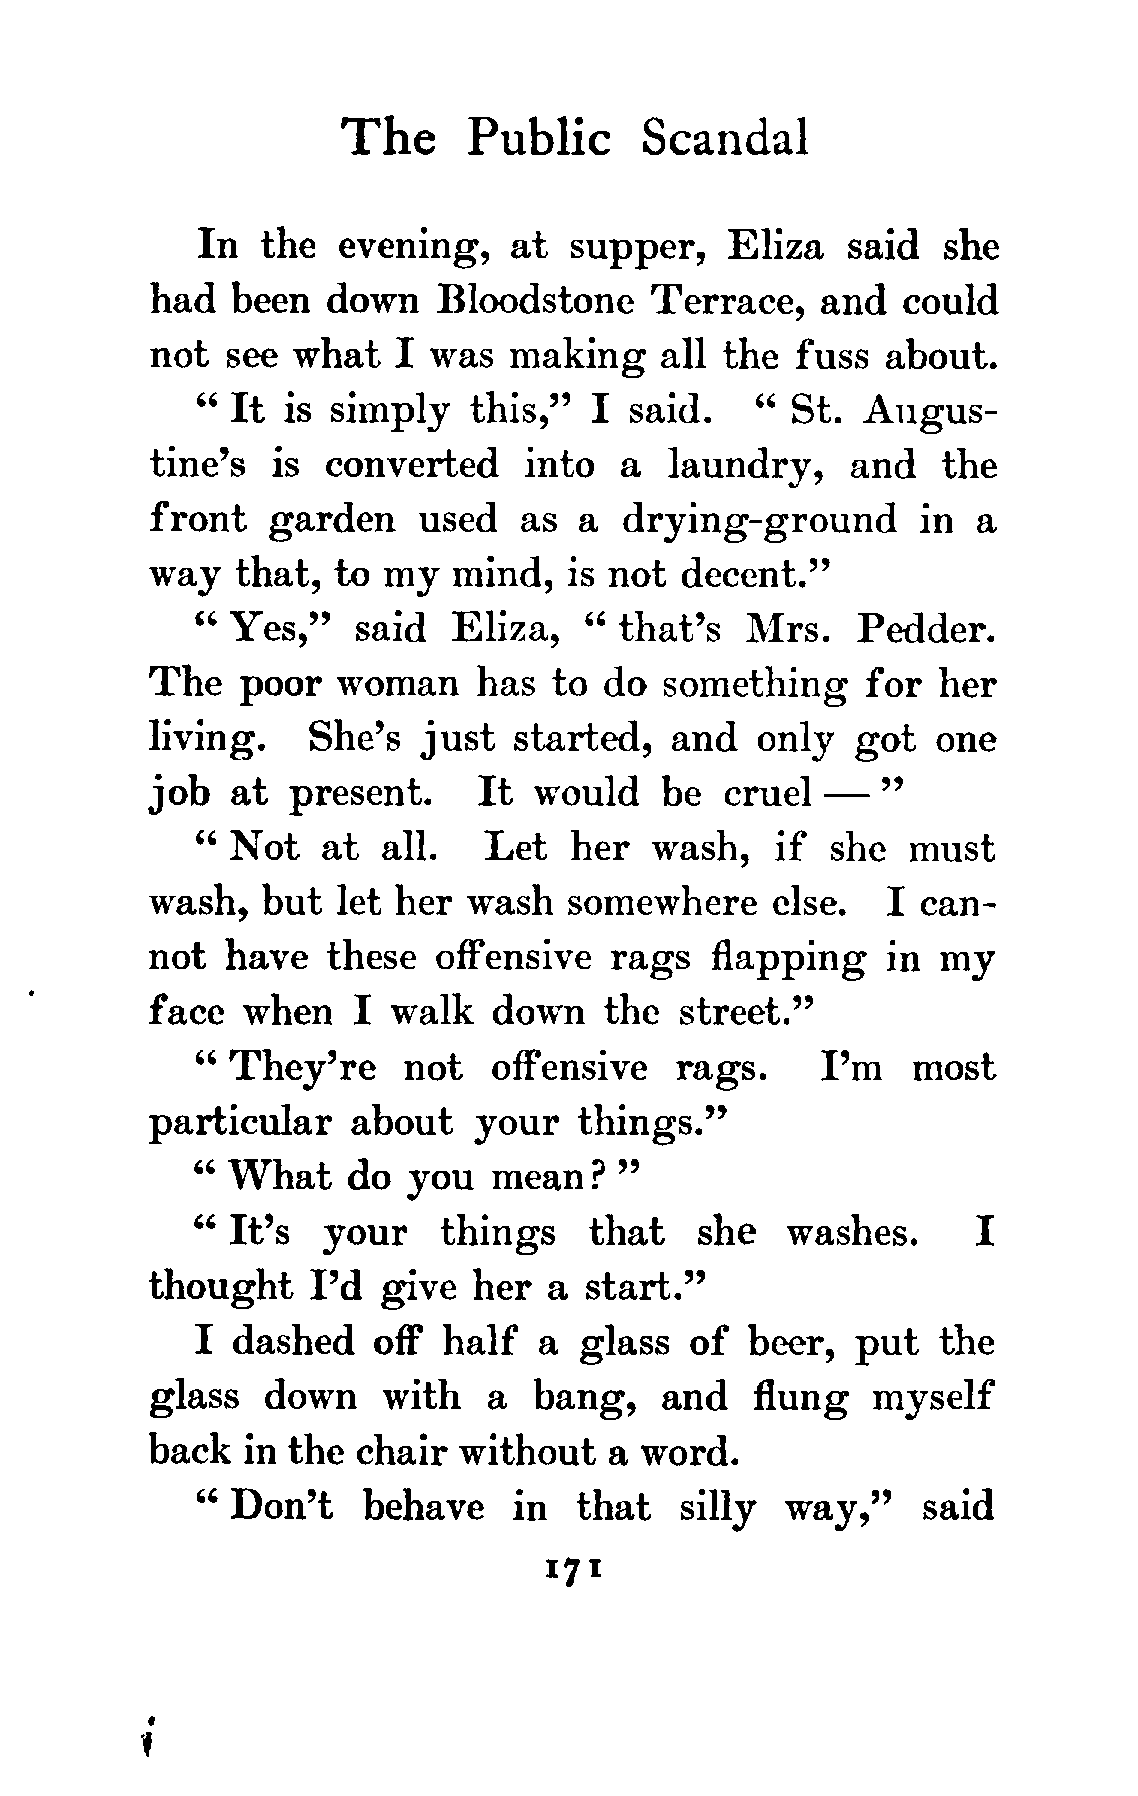 The Public Scandal
In the evening, at supper, Eliza said she
had been down Bloodstone Terrace, and could
not see what I was making all the fuss about.
“ It is simply this,” I said. “ St. Augus-
tine’s is converted into a laundry, and the
front garden used as a drying-ground in a
way that, to my mind, is not decent.”
“ Yes,” said Eliza, “ that’s Mrs. Pedder.
The poor woman has to do something for her
living. She’s just started, and only got one
job at present. It would be cruel — ”
“ Not at all. Let her wash, if she must
wash, but let her wash somewhere else. I can-
not have these offensive rags flapping in my
face when I walk down the street.”
“ They’re not offensive rags. I’m most
particular about your things.”
“ What do you mean? ”
“ It’s your things that she washes. I
thought I’d give her a start.”
I dashed off half a glass of beer, put the
glass down with a bang, and flung myself
back in the chair without a word.
“ Don’t behave in that silly way,” said
171